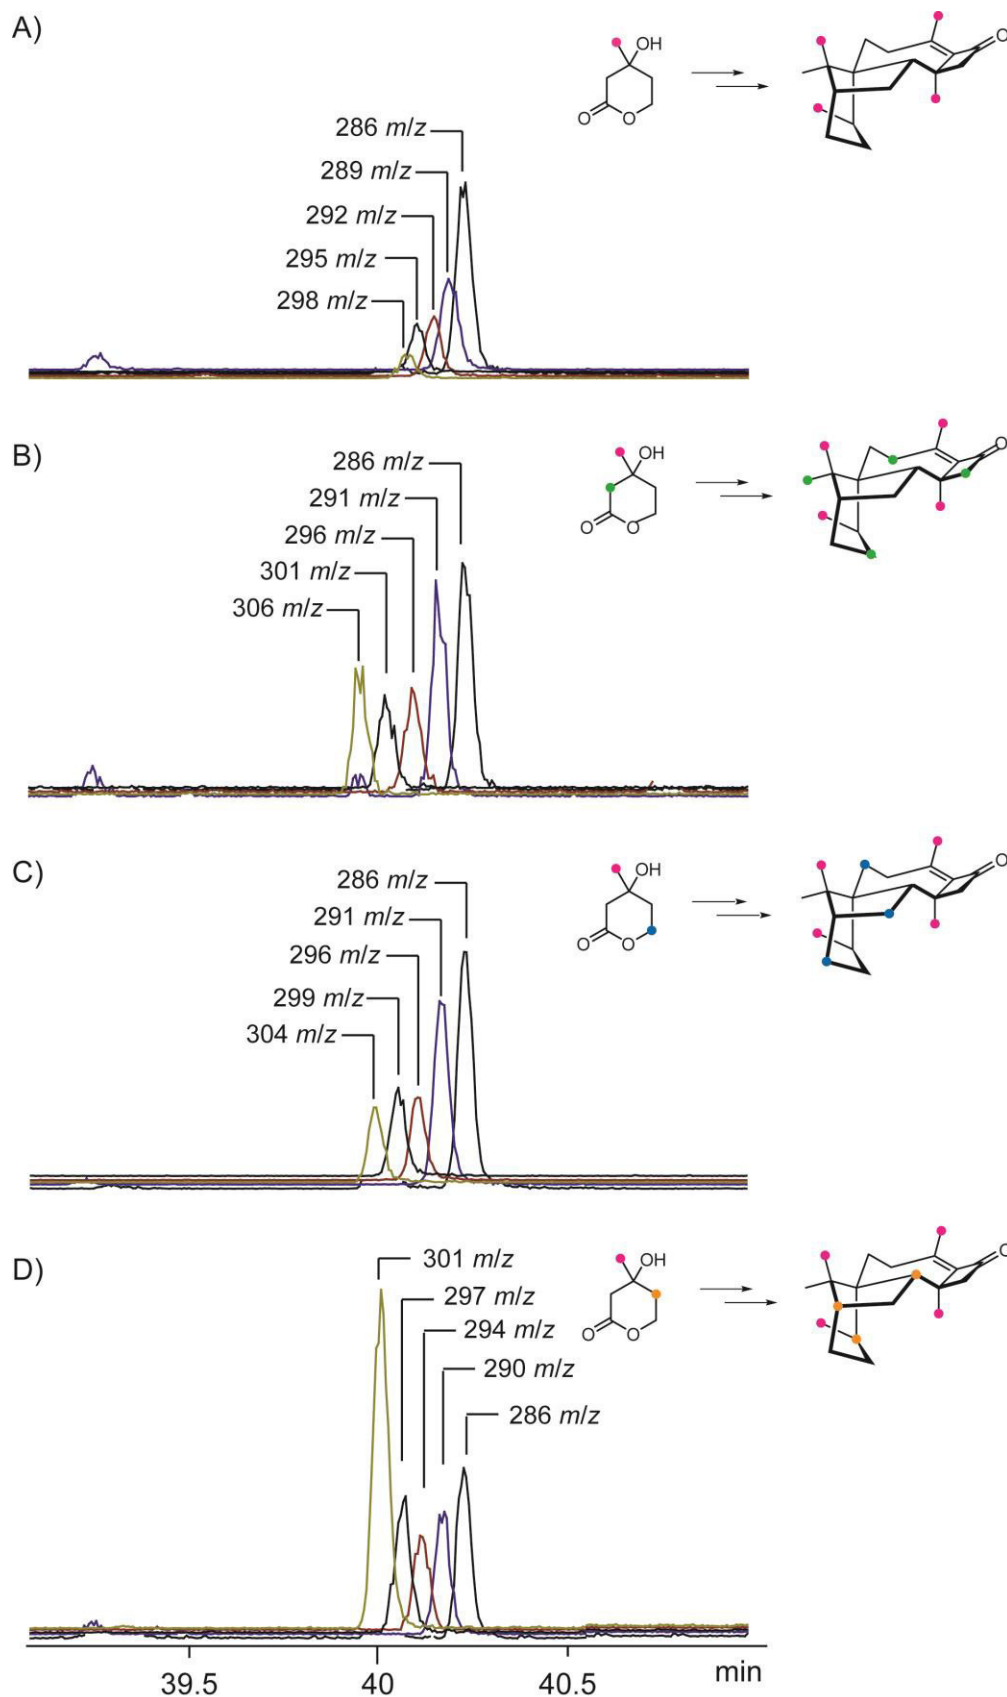 A)
OH
O
O
O
286 m/z
289 m/z
292 m/z
295 m/z
298 m/z
B)
OH
O
O
O
286 m/z
291 m/z
296 m/z
301 m/z
306 m/z
C)
OH
O
O
O
286 m/z
291 m/z
296 m/z
299 m/z
304 m/z
D)
OH
O
O
O
301 m/z
297 m/z
294 m/z
290 m/z
286 m/z
39.5 40 40.5 min